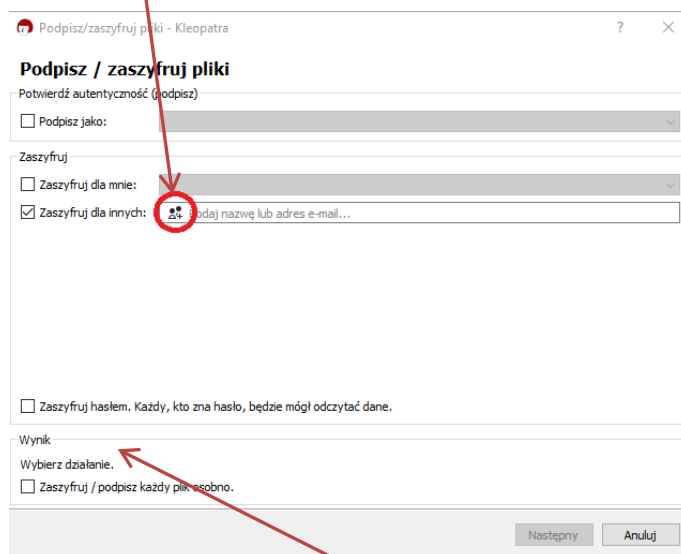 Podpisz/zaszyfruj pliki - Kleopatra ?
Podpisz / zaszyfruj pliki
Potwierdź autentyczność (podpis)
Podpisz jako:
Zaszyfruj
Zaszyfruj dla mnie:
Zaszyfruj dla innych: Podaj nazwę lub adres e-mail...
Zaszyfruj hasłem. Każdy, kto zna hasło, będzie mógł odczytać dane.
Wynik
Wybierz działanie.
Zaszyfruj / podpisz każdy plik osobno.
Następny Anuluj